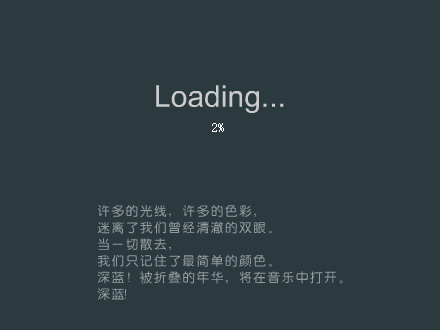 Loading...
2%
许多的光线，许多的色彩，
迷离了我们曾经清澈的双眼。
当一切散去，
我们只记住了最简单的颜色。
深蓝！被折叠的年华，将在音乐中打开。
深蓝!